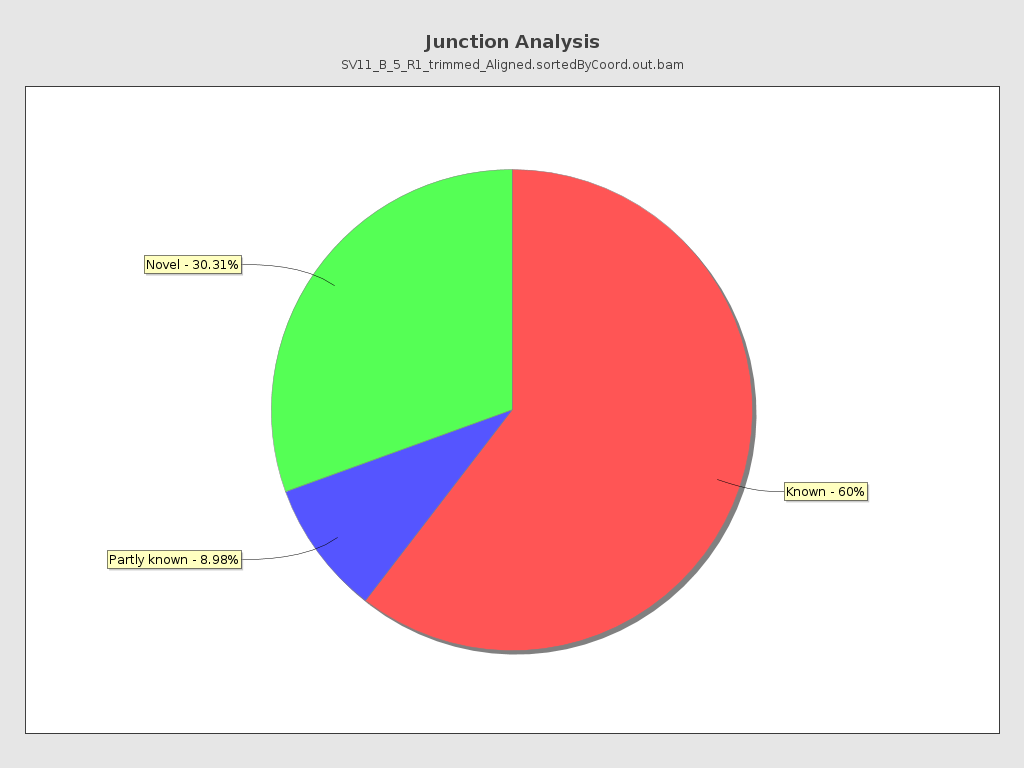 Junction Analysis
SV11_B_5_R1_trimmed_Aligned.sortedByCoord.out.bam
Novel - 30.31%
Known - 60%
Partly known - 8.98%